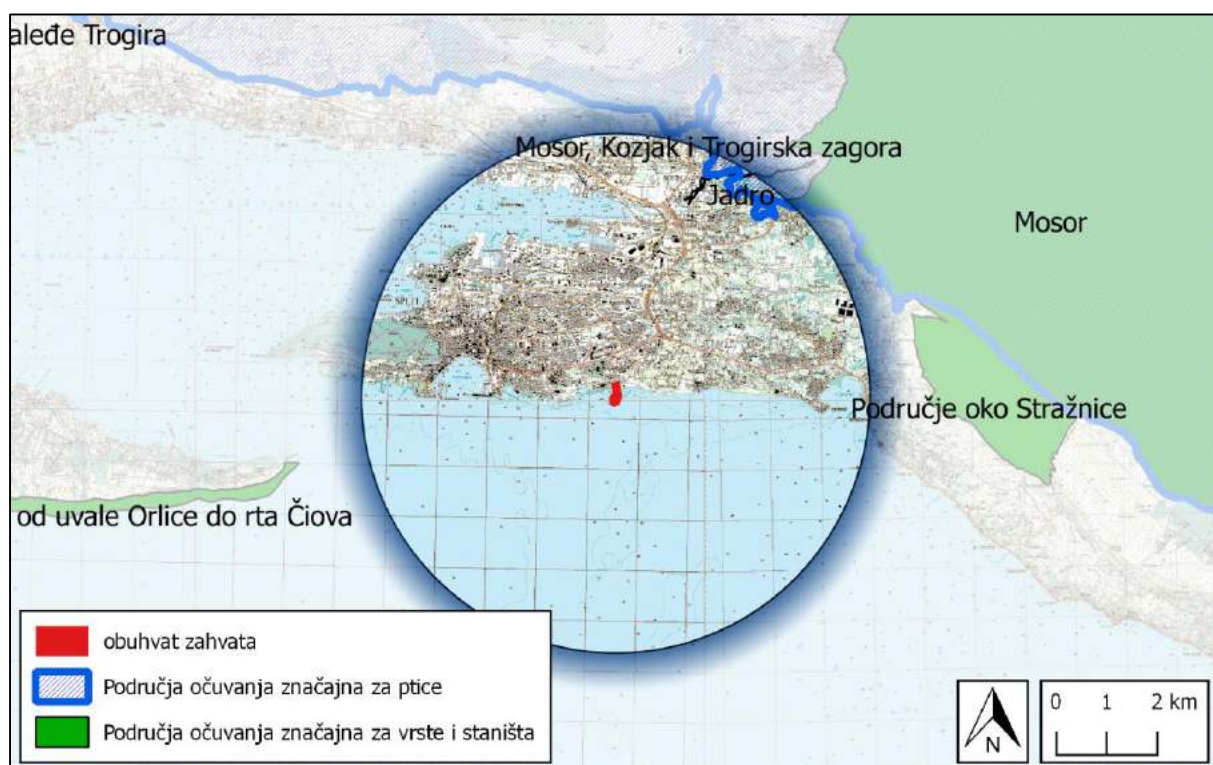 aleđe Trogira
Mosor, Kozjak i Trogirska zagora
Jadro
Mosor
SPLIT
Područje oko Stražnice
od uvale Orlice do rta Čiova
obuhvat zahvata
Područja očuvanja značajna za ptice
Područja očuvanja značajna za vrste i staništa
N
0 1 2 km